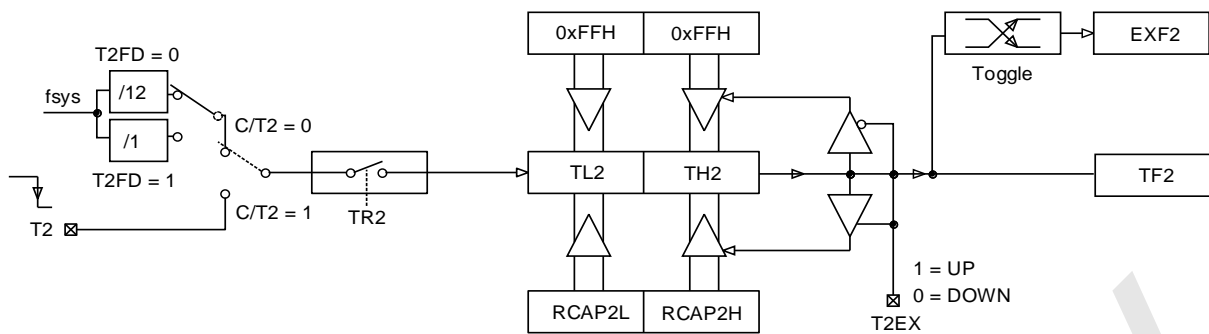 0xFFH 0xFFH EXF2
T2FD = 0
Toggle
/12
fsys
C/T2 = 0
/1
TL2 TH2 TF2
T2FD = 1
TR2
C/T2 = 1
T2
1 = UP
0 = DOWN
RCAP2L RCAP2H
T2EX